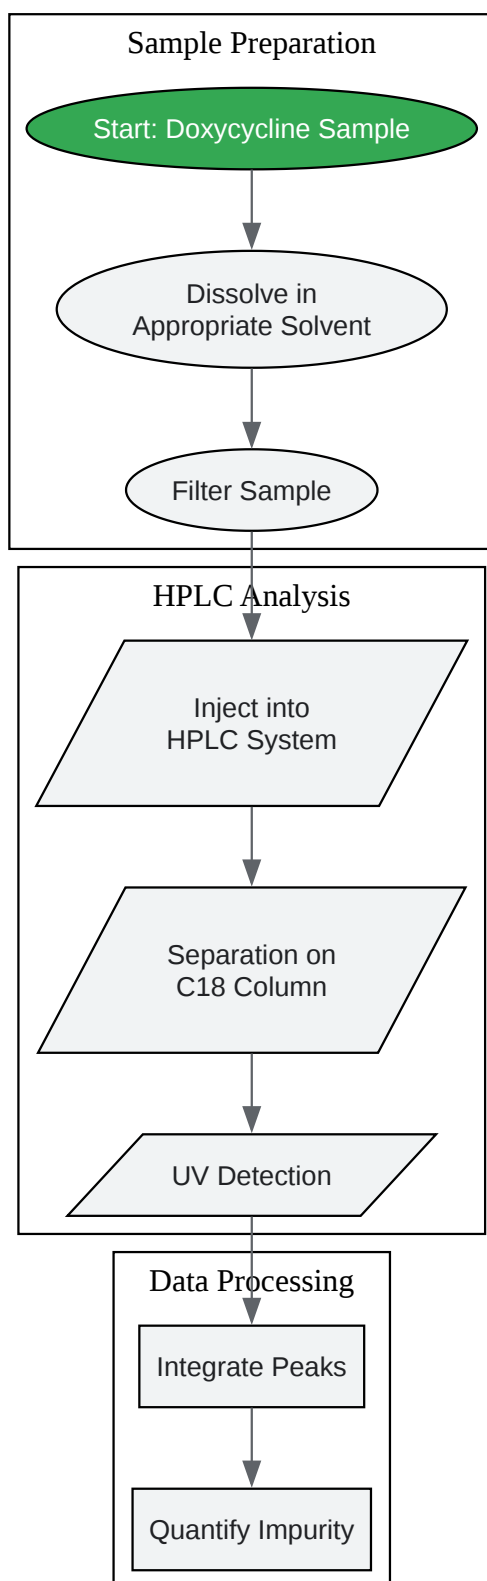 Sample Preparation
Start: Doxycycline Sample
Dissolve in
Appropriate Solvent
Filter Sample
HPLC Analysis
Inject into
HPLC System
Separation on
C18 Column
UV Detection
Data Processing
Integrate Peaks
Quantify Impurity